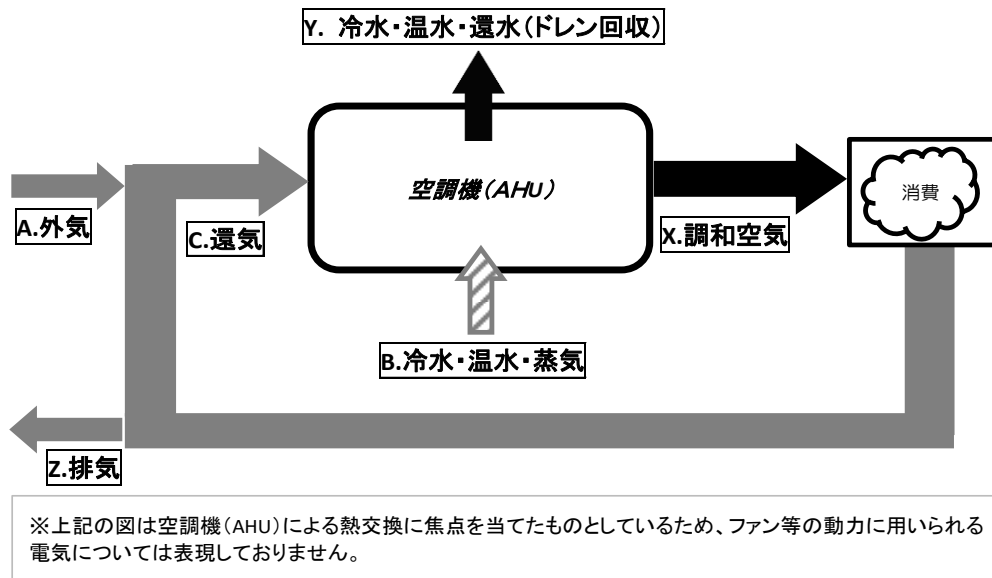 Y. 冷水・温水・還水(ドレン回収)
空調機(AHU)
消費
A.外気
C.還気
X.調和空気
B.冷水・温水・蒸気
Z.排気
※上記の図は空調機(AHU)による熱交換に焦点を当てたものとしているため、ファン等の動力に用いられる
電気については表現しておりません。